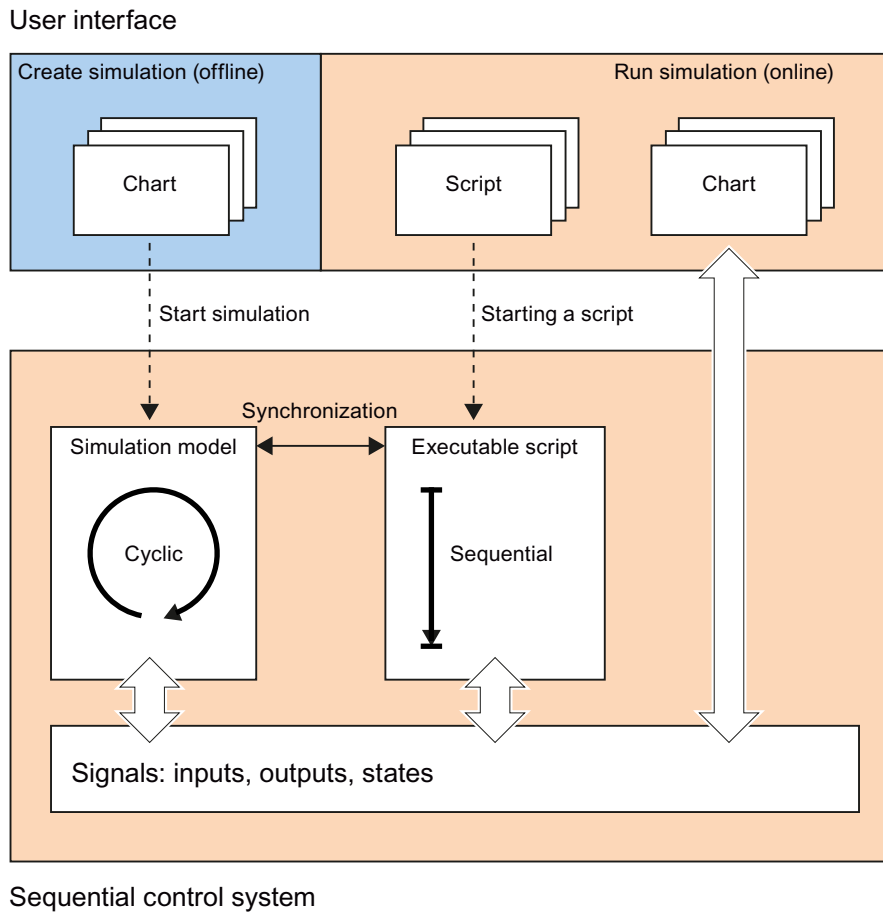 User interface
Create simulation (offline)
Run simulation (online)
Chart
Script
Chart
Start simulation
Starting a script
Synchronization
Simulation model
Executable script
Cyclic
Sequential
Signals: inputs, outputs, states
Sequential control system